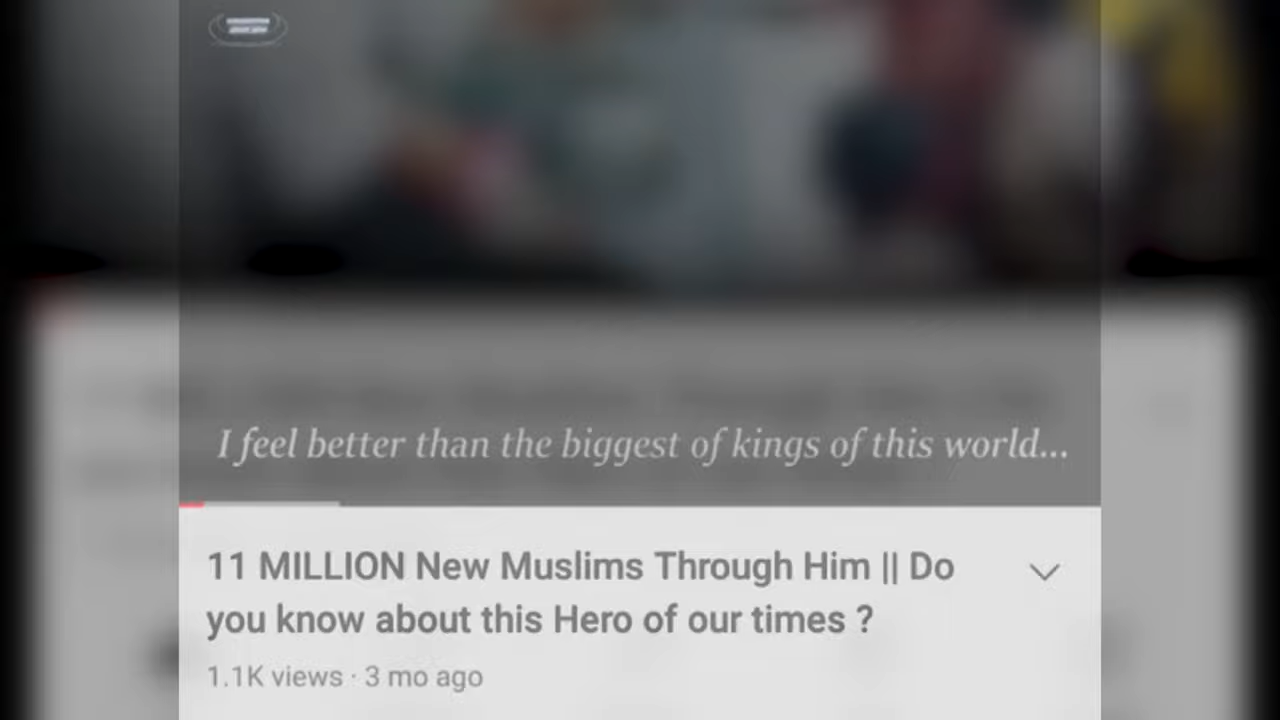 I feel better than the biggest of kings of this world...
11 MILLION New Muslims Through Him || Do
you know about this Hero of our times ?
1.1K views · 3 mo ago